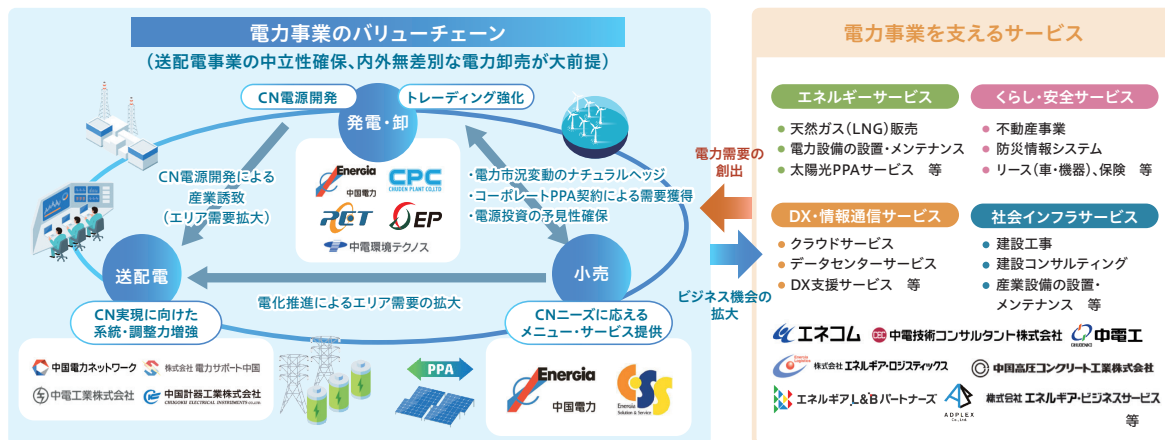 電力事業のバリューチェーン
（送配電事業の中立性確保、内外無差別な電力卸売が大前提）
CN電源開発
トレーディング強化
発電・卸
Energia
中国電力
CPC
CHUDEN PLANT CO.,LTD
PET
EP
中電環境テクノス
CN電源開発による
産業誘致
（エリア需要拡大）
・電力市況変動のナチュラルヘッジ
・コーポレートPPA契約による需要獲得
・電源投資の予見性確保
送配電
小売
電化推進によるエリア需要の拡大
CN実現に向けた
系統・調整力増強
CNニーズに応える
メニュー・サービス提供
中国電力ネットワーク
株式会社 電力サポート中国
中電工業株式会社
中国計器工業株式会社
CHUGOKU ELECTRICAL INSTRUMENTS CO.,LTD.
PPA
Energia
中国電力
ESS
Energia
Solution & Service
電力需要の
創出
ビジネス機会の
拡大
電力事業を支えるサービス
エネルギーサービス
● 天然ガス（LNG）販売
● 電力設備の設置・メンテナンス
● 太陽光PPAサービス　等
くらし・安全サービス
● 不動産事業
● 防災情報システム
● リース（車・機器）、保険　等
DX・情報通信サービス
● クラウドサービス
● データセンターサービス
● DX支援サービス　等
社会インフラサービス
● 建設工事
● 建設コンサルティング
● 産業設備の設置・
メンテナンス　等
エネコム
中電技術コンサルタント株式会社
CHUDENKO
中電工
Energia Logistics
株式会社 エネルギア・ロジスティックス
中国高圧コンクリート工業株式会社
エネルギアL&Bパートナーズ
ADPLEX
Co., Ltd.
株式会社 エネルギア・ビジネスサービス
等